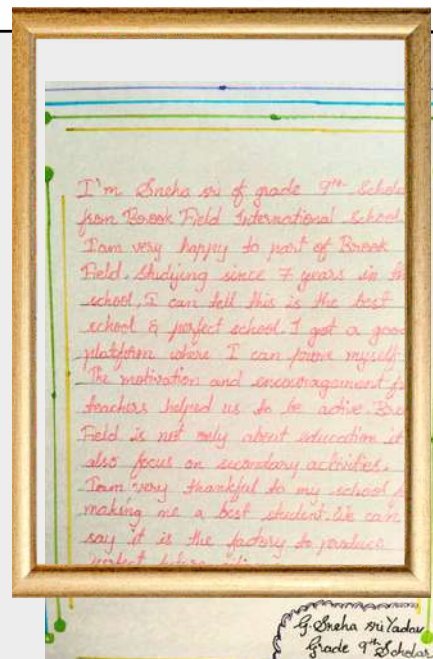 I'm Sneha sri of grade 9th Schola
from Brook Field International school
I am very happy to part of Brook
Field. Studying since 7 years in th
school. I can tell this is the best
school & perfect school. I got a good
platform where I can prove myself
The motivation and encouragement f
teachers helped us to be active. Bro
Field is not only about education it
also focus on secondary activities.
I am very thankful to my school
making me a best student. We can
say it is the factory to produce
G. Sneha sri Yadav
Grade 9th Scholar